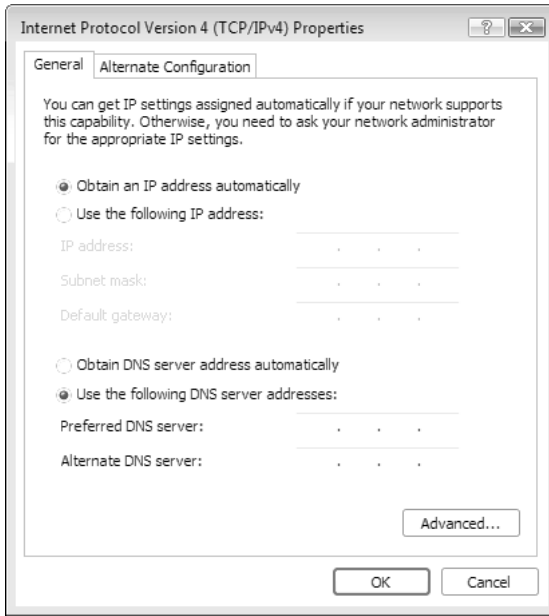 Internet Protocol Version 4 (TCP/IPv4) Properties
General
Alternate Configuration
You can get IP settings assigned automatically if your network supports
this capability. Otherwise, you need to ask your network administrator
for the appropriate IP settings.
Obtain an IP address automatically
Use the following IP address:
IP address:
Subnet mask:
Default gateway:
Obtain DNS server address automatically
Use the following DNS server addresses:
Preferred DNS server:
Alternate DNS server:
Advanced...
OK
Cancel